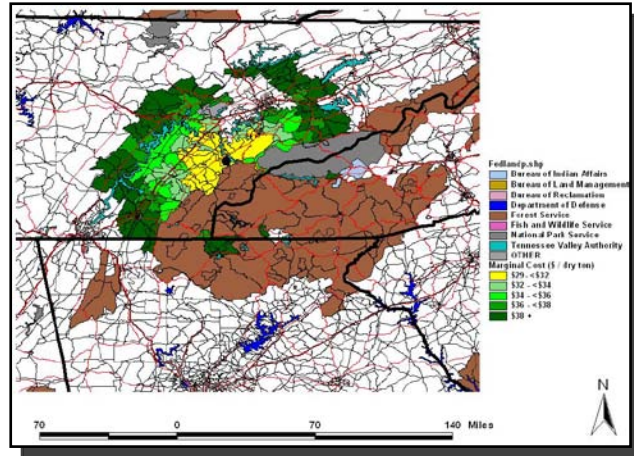 Fedlandp.shp
Bureau of Indian Affairs
Bureau of Land Management
Bureau of Reclamation
Department of Defense
Forest Service
Fish and Wildlife Service
National Park Service
Tennessee Valley Authority
OTHER
Marginal Cost ($ / dry ton)
$29 - <$32
$32 - <$34
$34 - <$36
$36 - <$38
$38 +
N
70 0 70 140 Miles